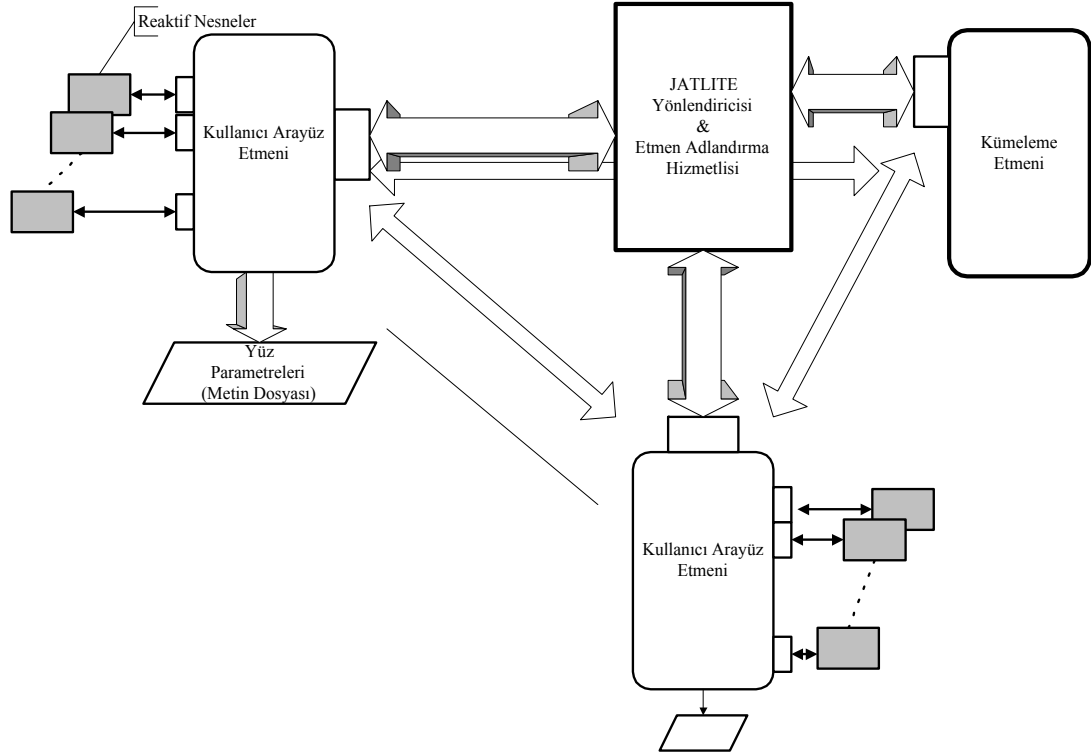 Reaktif Nesneler
Kullanıcı Arayüz
Etmeni
JATLITE
Yönlendiricisi
&
Etmen Adlandırma
Hizmetlisi
Kümeleme
Etmeni
Yüz
Parametreleri
(Metin Dosyası)
Kullanıcı Arayüz
Etmeni